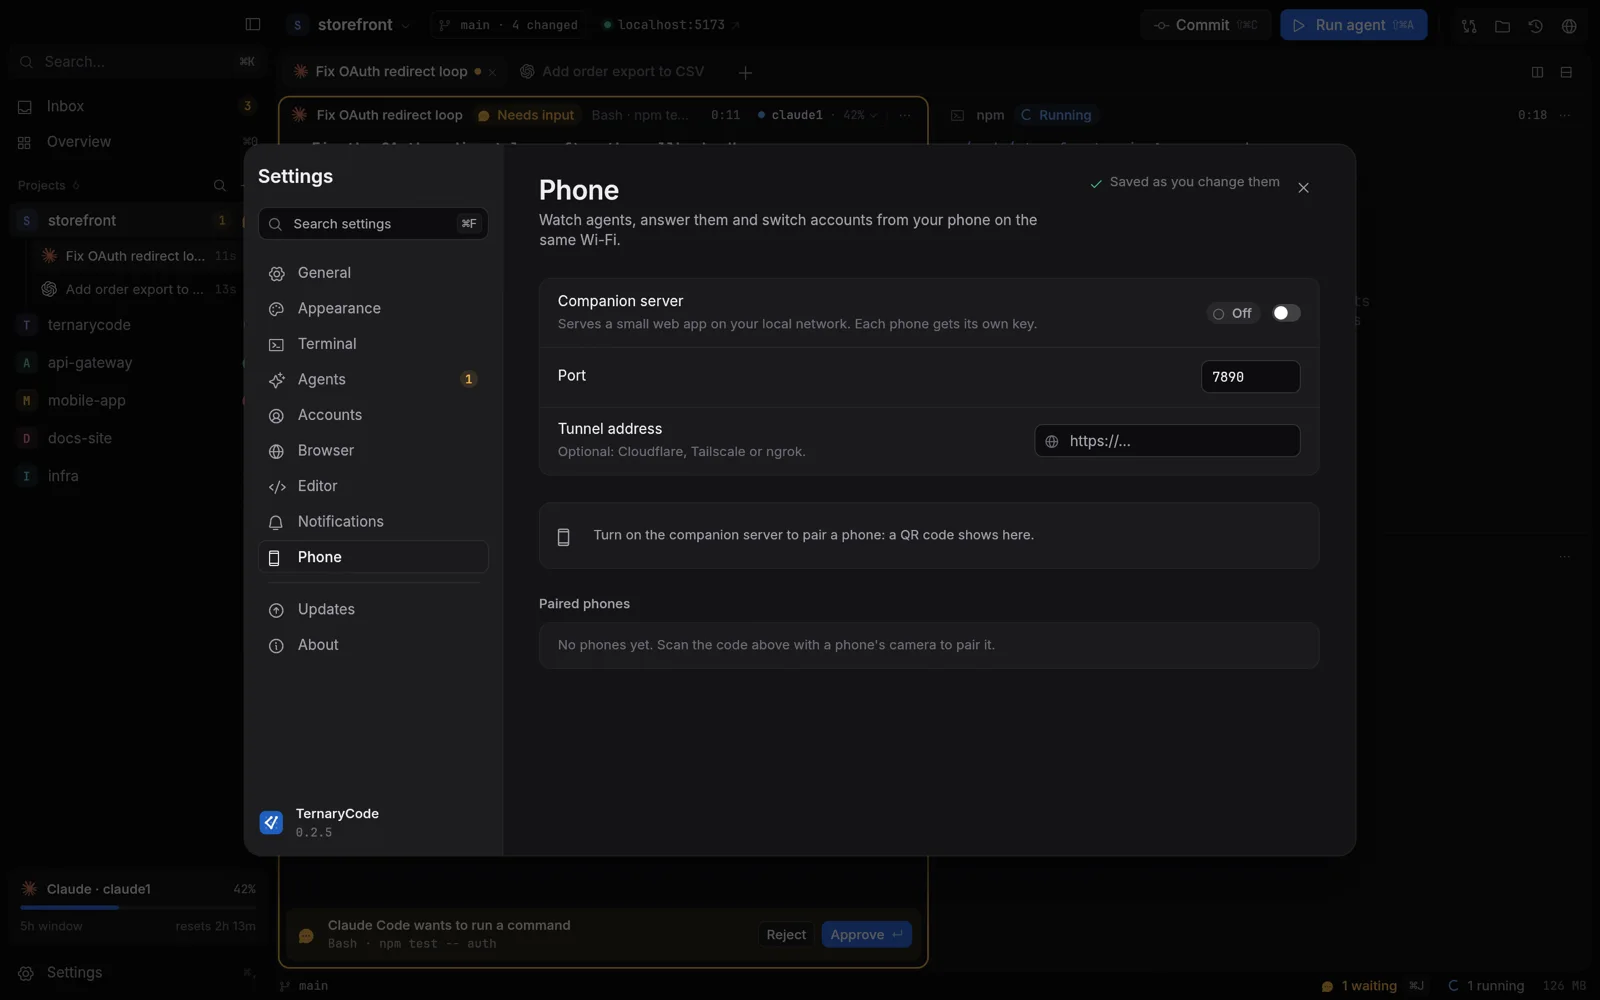 S storefront
main · 4 changed
localhost:5173
Commit ⇧⌘C
Run agent ⇧⌘A
Search... ⌘K
Inbox 3
Overview ⌘0
Projects 6
S storefront 1
Fix OAuth redirect lo... 11s
Add order export to ... 13s
T ternarycode
A api-gateway
M mobile-app
D docs-site
I infra
Claude · claude1 42%
5h window resets 2h 13m
Settings ⌘,
Fix OAuth redirect loop
Add order export to CSV
Fix OAuth redirect loop Needs input Bash · npm te... 0:11 claude1 · 42%
npm Running 0:18
Settings
Search settings ⌘F
General
Appearance
Terminal
Agents 1
Accounts
Browser
Editor
Notifications
Phone
Updates
About
TernaryCode
0.2.5
Phone
Saved as you change them
Watch agents, answer them and switch accounts from your phone on the
same Wi-Fi.
Companion server
Serves a small web app on your local network. Each phone gets its own key.
Off
Port
7890
Tunnel address
Optional: Cloudflare, Tailscale or ngrok.
https://...
Turn on the companion server to pair a phone: a QR code shows here.
Paired phones
No phones yet. Scan the code above with a phone's camera to pair it.
Claude Code wants to run a command
Bash · npm test -- auth
Reject
Approve
main
1 waiting ⌘J
1 running
126 MB